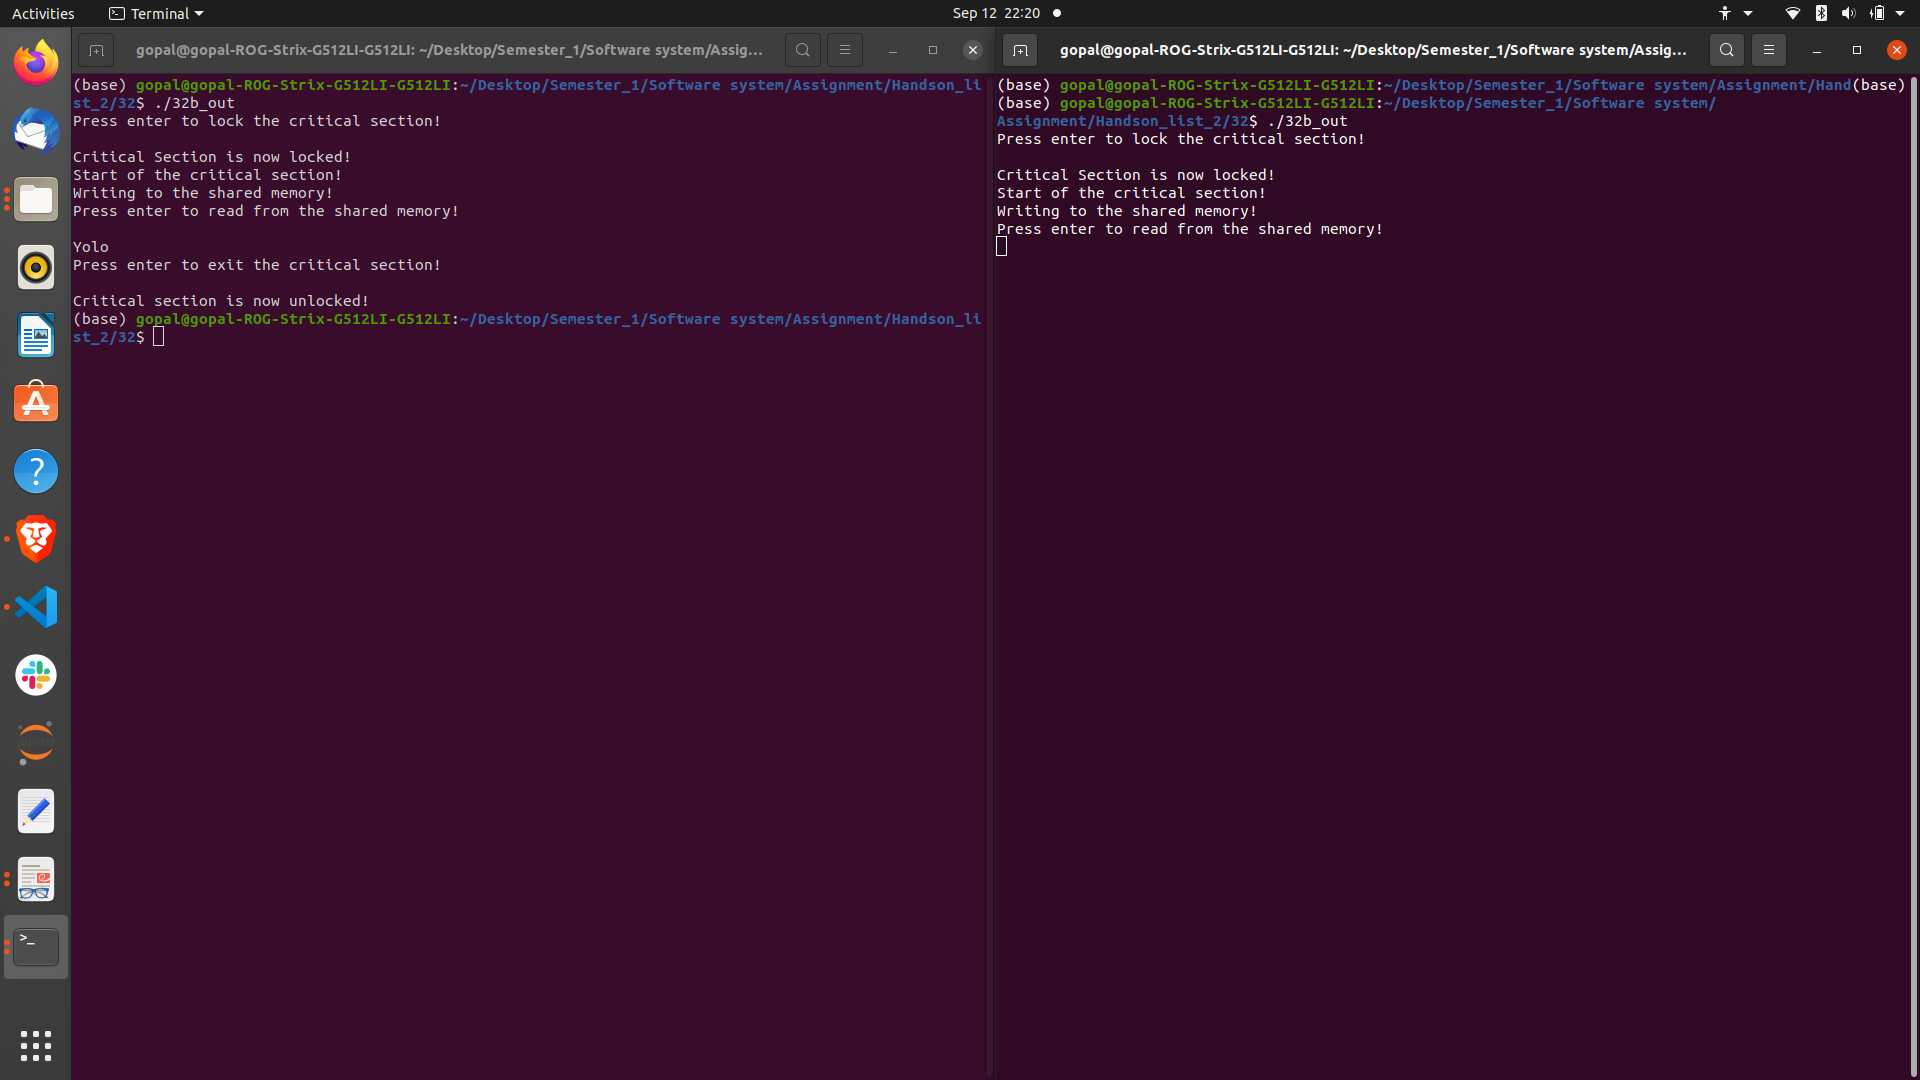 Activities
Terminal
Sep 12 22:20
gopal@gopal-ROG-Strix-G512LI-G512LI: ~/Desktop/Semester_1/Software system/Assig...
(base) gopal@gopal-ROG-Strix-G512LI-G512LI:~/Desktop/Semester_1/Software system/Assignment/Handson_li
st_2/32$ ./32b_out
Press enter to lock the critical section!
Critical Section is now locked!
Start of the critical section!
Writing to the shared memory!
Press enter to read from the shared memory!
Yolo
Press enter to exit the critical section!
Critical section is now unlocked!
(base) gopal@gopal-ROG-Strix-G512LI-G512LI:~/Desktop/Semester_1/Software system/Assignment/Handson_li
st_2/32$
gopal@gopal-ROG-Strix-G512LI-G512LI: ~/Desktop/Semester_1/Software system/Assig...
(base) gopal@gopal-ROG-Strix-G512LI-G512LI:~/Desktop/Semester_1/Software system/Assignment/Hand(base)
(base) gopal@gopal-ROG-Strix-G512LI-G512LI:~/Desktop/Semester_1/Software system/
Assignment/Handson_list_2/32$ ./32b_out
Press enter to lock the critical section!
Critical Section is now locked!
Start of the critical section!
Writing to the shared memory!
Press enter to read from the shared memory!